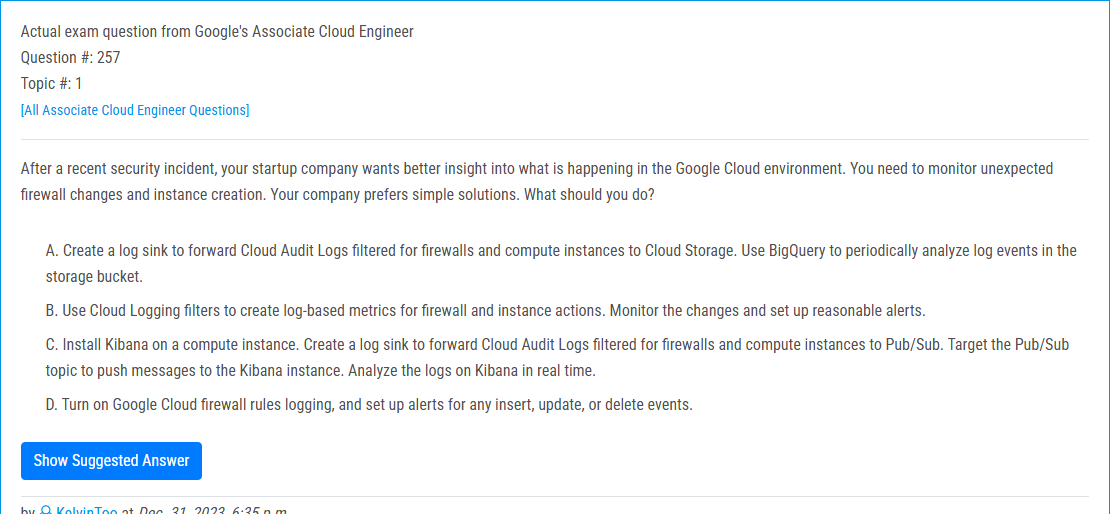 Actual exam question from Google's Associate Cloud Engineer
Question #: 257
Topic #: 1
[All Associate Cloud Engineer Questions]
After a recent security incident, your startup company wants better insight into what is happening in the Google Cloud environment. You need to monitor unexpected
firewall changes and instance creation. Your company prefers simple solutions. What should you do?
A. Create a log sink to forward Cloud Audit Logs filtered for firewalls and compute instances to Cloud Storage. Use BigQuery to periodically analyze log events in the
storage bucket.
B. Use Cloud Logging filters to create log-based metrics for firewall and instance actions. Monitor the changes and set up reasonable alerts.
C. Install Kibana on a compute instance. Create a log sink to forward Cloud Audit Logs filtered for firewalls and compute instances to Pub/Sub. Target the Pub/Sub
topic to push messages to the Kibana instance. Analyze the logs on Kibana in real time.
D. Turn on Google Cloud firewall rules logging, and set up alerts for any insert, update, or delete events.
Show Suggested Answer
by KelvinToo at Dec. 31, 2023, 6:35 p.m.